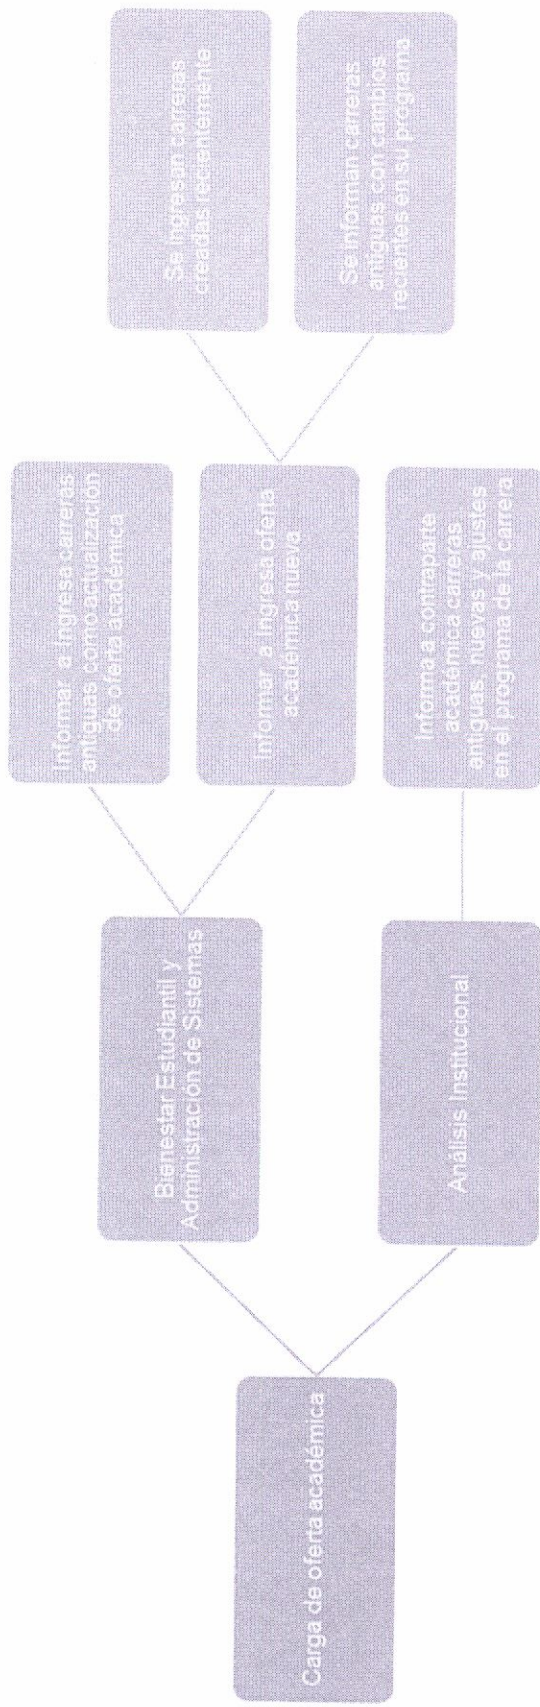 Carga de oferta académica
Bienestar Estudiantil y
Administración de Sistemas
Informar a Ingresa carreras
antiguas como actualización
de oferta académica
Informar a Ingresa oferta
académica nueva
Se ingresan carreras
creadas recientemente
Se informan carreras
antiguas con cambios
recientes en su programa
Análisis Institucional
Informa a contraparte
académica carreras
antiguas, nuevas y ajustes
en el programa de la carrera